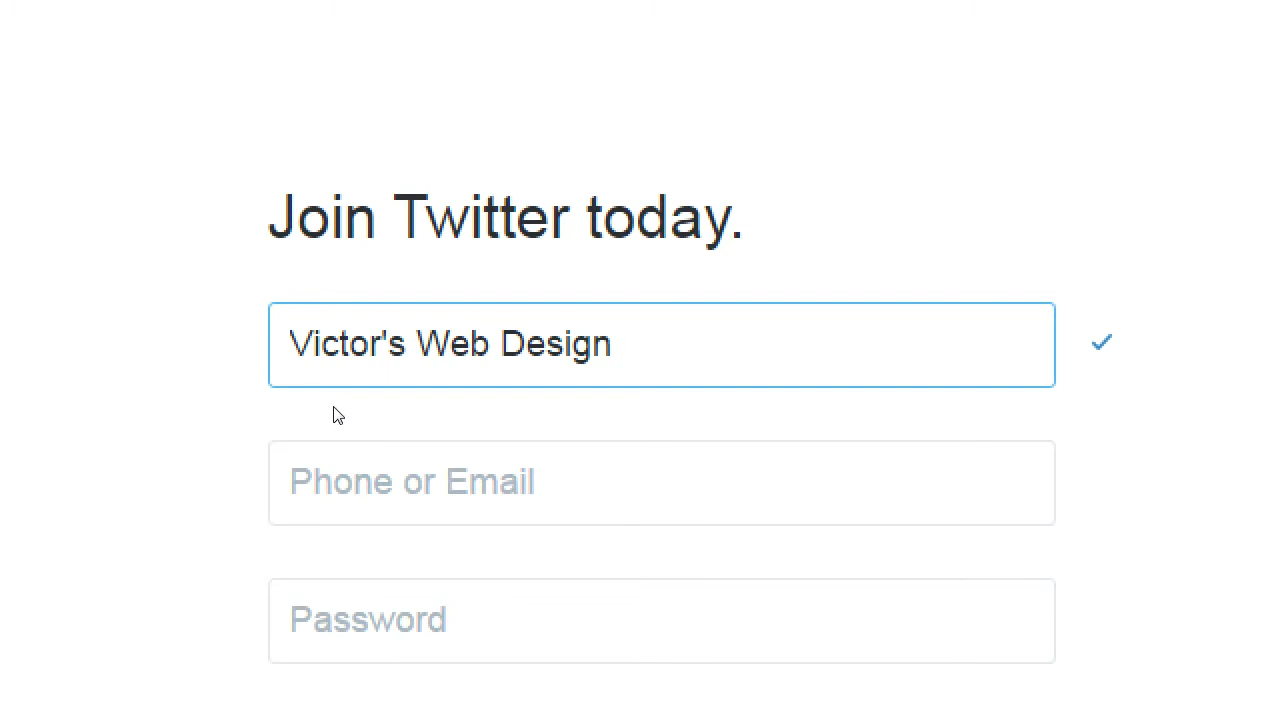 Join Twitter today.
Victor's Web Design
Phone or Email
Password